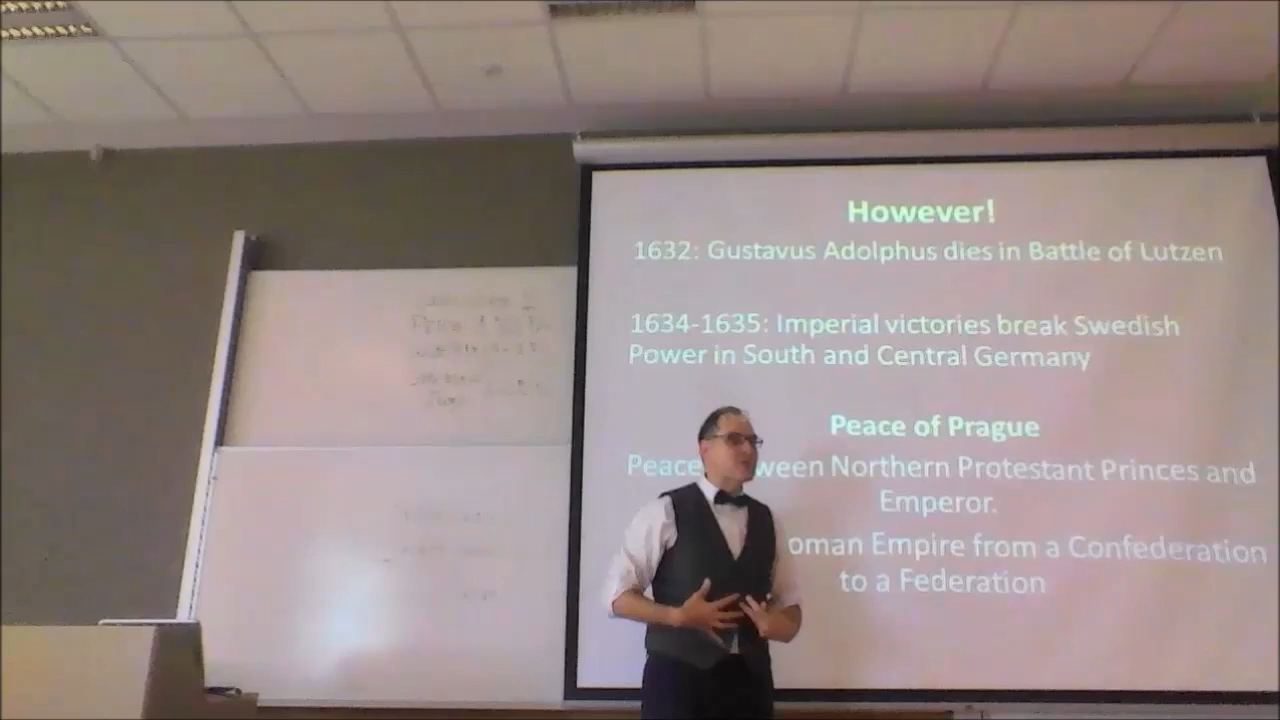 However!
1632: Gustavus Adolphus dies in Battle of Lutzen
1634-1635: Imperial victories break Swedish
Power in South and Central Germany
Peace of Prague
Peace ween Northern Protestant Princes and
Emperor.
oman Empire from a Confederation
to a Federation